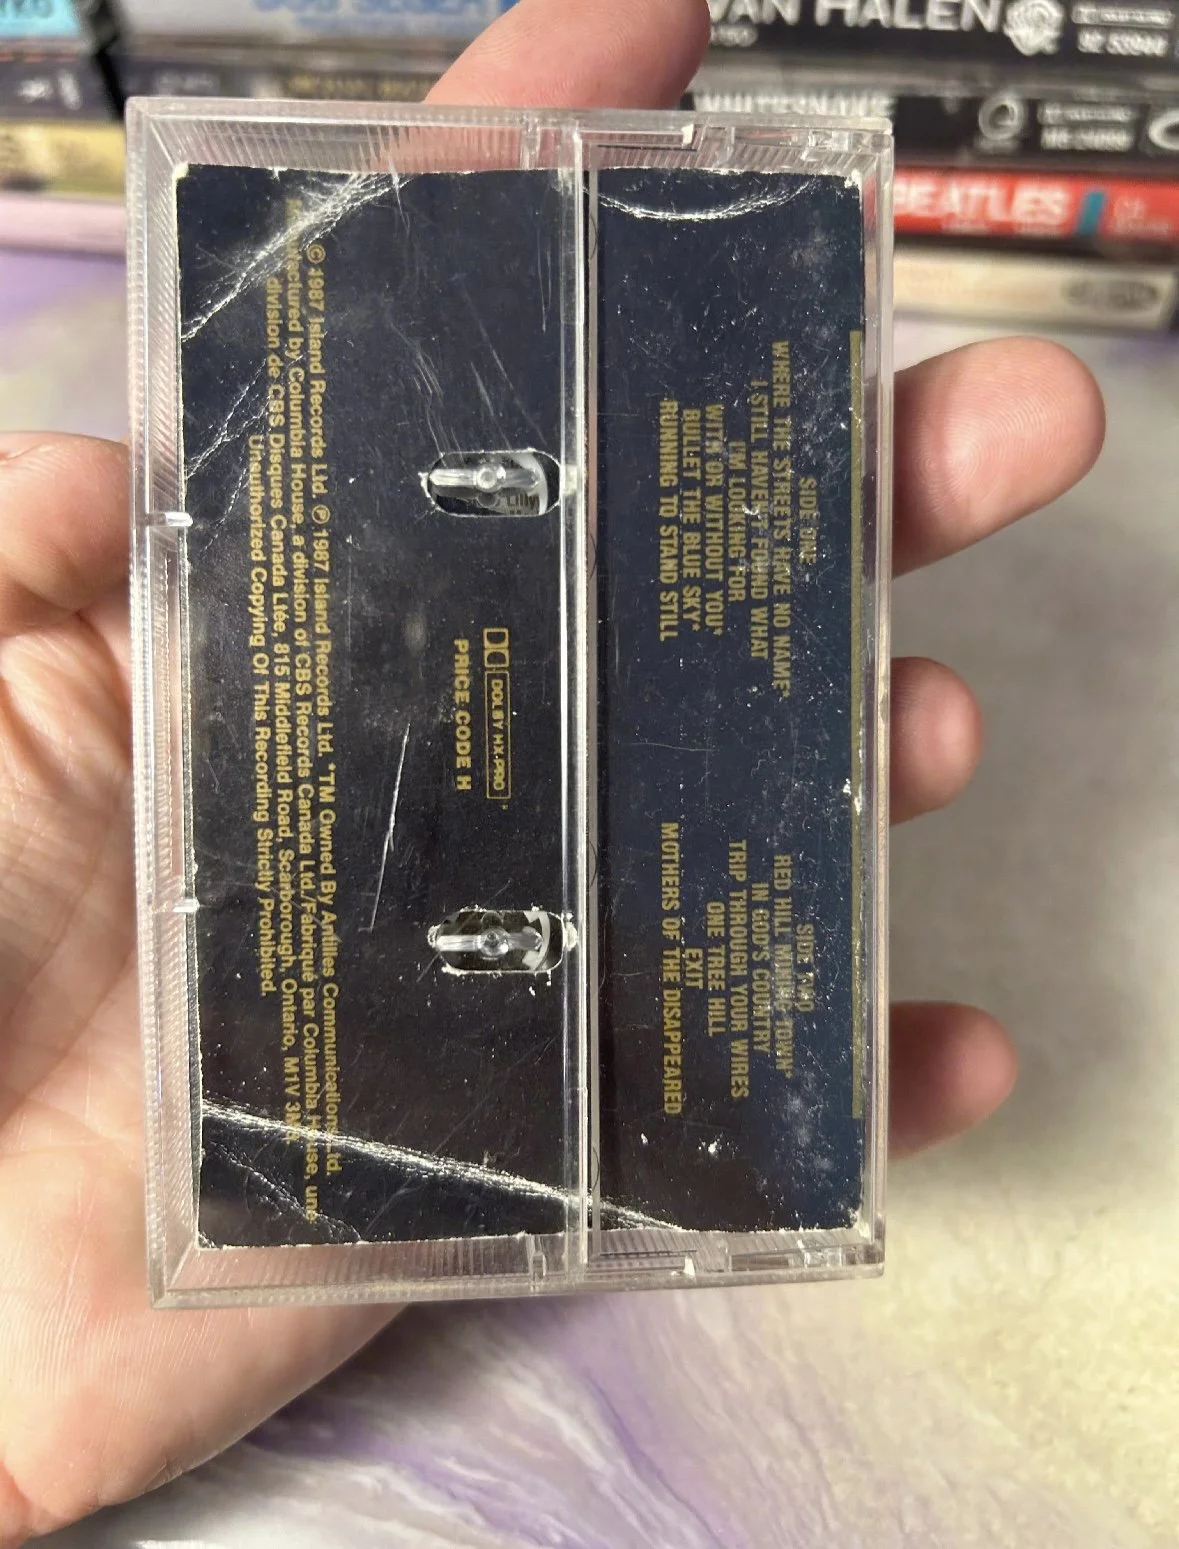 SIDE ONE
WHERE THE STREETS HAVE NO NAME*
I STILL HAVEN'T FOUND WHAT
I'M LOOKING FOR
WITH OR WITHOUT YOU*
BULLET THE BLUE SKY*
RUNNING TO STAND STILL
SIDE TWO
RED HILL MINING TOWN
IN GOD'S COUNTRY
TRIP THROUGH YOUR WIRES
ONE TREE HILL
EXIT
MOTHERS OF THE DISAPPEARED
DOLBY HX PRO
PRICE CODE H
© 1987 Island Records Ltd. ℗ 1987 Island Records Ltd. *TM Owned By Antilles Communications Ltd.
Manufactured by Columbia House, a division of CBS Records Canada Ltd./Fabriqué par Columbia House, une
division de CBS Disques Canada Ltée, 815 Middlefield Road, Scarborough, Ontario, M1V
Unauthorized Copying Of This Recording Strictly Prohibited.
VAN HALEN
WHITESNAKE
BEATLES